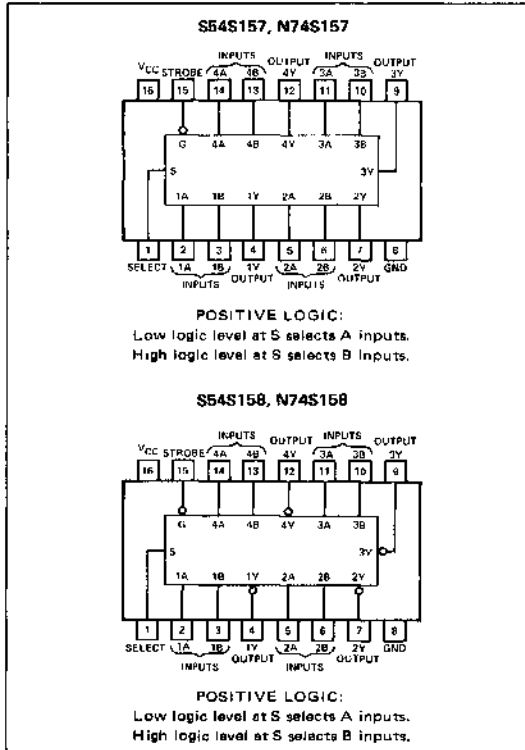 S54S157, N74S157
INPUTS INPUTS
VCC STROBE 4A 4B OUTPUT 4Y 3A 3B OUTPUT 3Y
16 15 14 13 12 11 10 9
G 4A 4B 4Y 3A 3B
S 3Y
1A 1B 1Y 2A 2B 2Y
1 2 3 4 5 6 7 8
SELECT 1A 1B 1Y 2A 2B 2Y GND
INPUTS OUTPUT INPUTS OUTPUT
POSITIVE LOGIC:
Low logic level at S selects A inputs.
High logic level at S selects B inputs.
S54S158, N74S158
INPUTS INPUTS
VCC STROBE 4A 4B OUTPUT 4Y 3A 3B OUTPUT 3Y
16 15 14 13 12 11 10 9
G 4A 4B 4Y 3A 3B
S 3Y
1A 1B 1Y 2A 2B 2Y
1 2 3 4 5 6 7 8
SELECT 1A 1B 1Y 2A 2B 2Y GND
INPUTS OUTPUT INPUTS OUTPUT
POSITIVE LOGIC:
Low logic level at S selects A inputs.
High logic level at S selects B inputs.